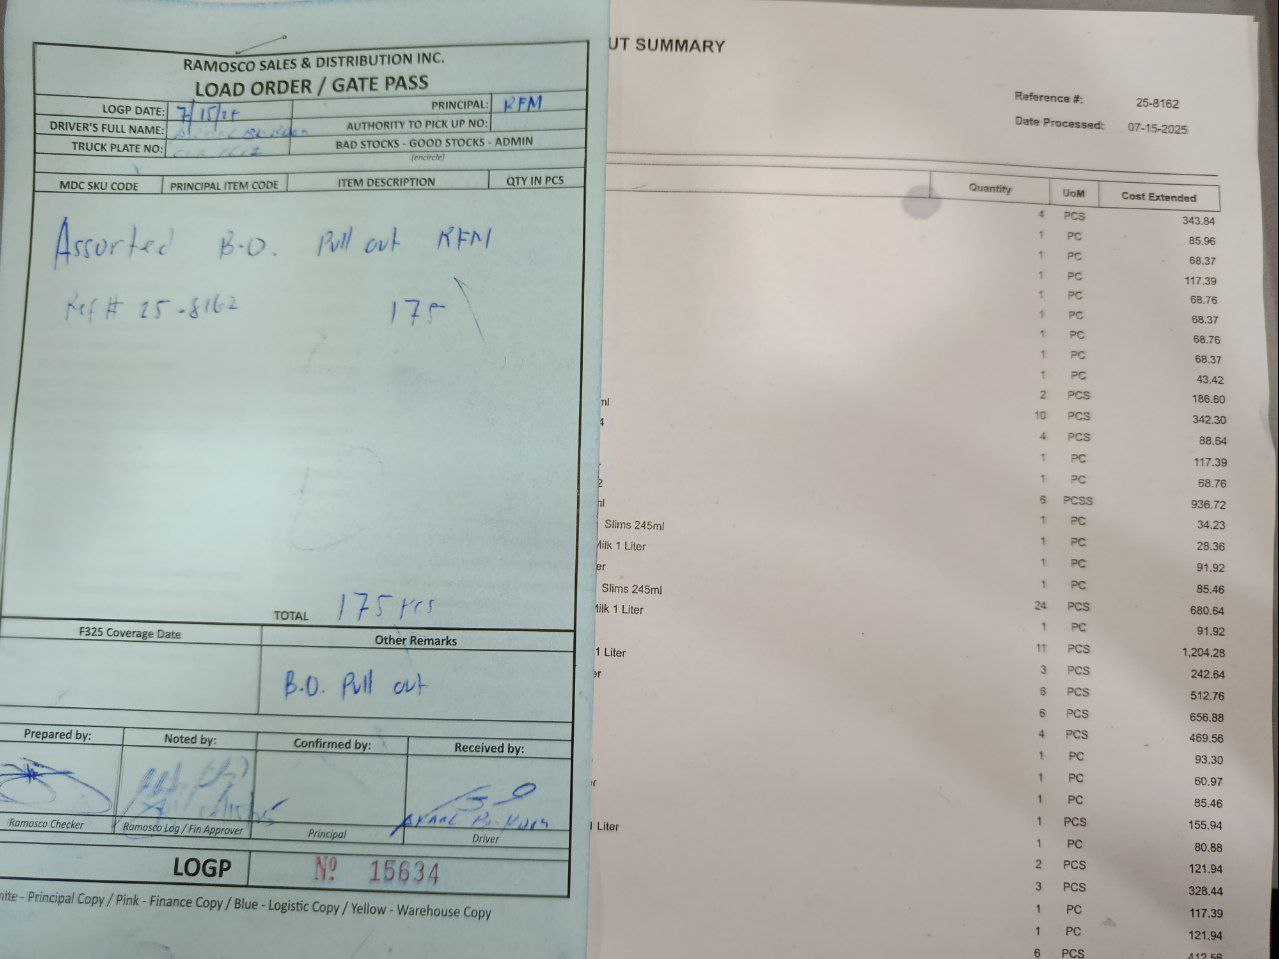 RAMOSCO SALES & DISTRIBUTION INC.
LOAD ORDER / GATE PASS
LOGP DATE: 7/15/25 PRINCIPAL: RFM
DRIVER'S FULL NAME: AUTHORITY TO PICK UP NO:
TRUCK PLATE NO: BAD STOCKS - GOOD STOCKS - ADMIN
(encircle)
MDC SKU CODE PRINCIPAL ITEM CODE ITEM DESCRIPTION QTY IN PCS
Assorted B.O. Pull out RFM
Ref # 25-8162 175
TOTAL 175 PCS
F325 Coverage Date Other Remarks
B.O. Pull out
Prepared by: Noted by: Confirmed by: Received by:
Ramosco Checker Ramosco Log / Fin Approver Principal Driver
LOGP Nº 15634
- Principal Copy / Pink - Finance Copy / Blue - Logistic Copy / Yellow - Warehouse Copy
UT SUMMARY
Reference #: 25-8162
Date Processed: 07-15-2025
Quantity UoM Cost Extended
4 PCS 343.84
1 PC 85.96
1 PC 68.37
1 PC 117.39
1 PC 68.76
1 PC 68.37
1 PC 68.76
1 PC 68.37
1 PC 43.42
ml 2 PCS 186.60
4 10 PCS 342.30
4 PCS 88.64
1 PC 117.39
2 1 PC 68.76
ml 6 PCSS 936.72
Slims 245ml 1 PC 34.23
Milk 1 Liter 1 PC 28.36
er 1 PC 91.92
Slims 245ml 1 PC 85.46
Milk 1 Liter 24 PCS 680.64
1 PC 91.92
1 Liter 11 PCS 1,204.28
er 3 PCS 242.64
6 PCS 512.76
6 PCS 656.88
4 PCS 469.56
1 PC 93.30
er 1 PC 60.97
1 PC 85.46
1 Liter 1 PCS 155.94
1 PC 80.88
2 PCS 121.94
3 PCS 328.44
1 PC 117.39
1 PC 121.94
6 PCS 412.56